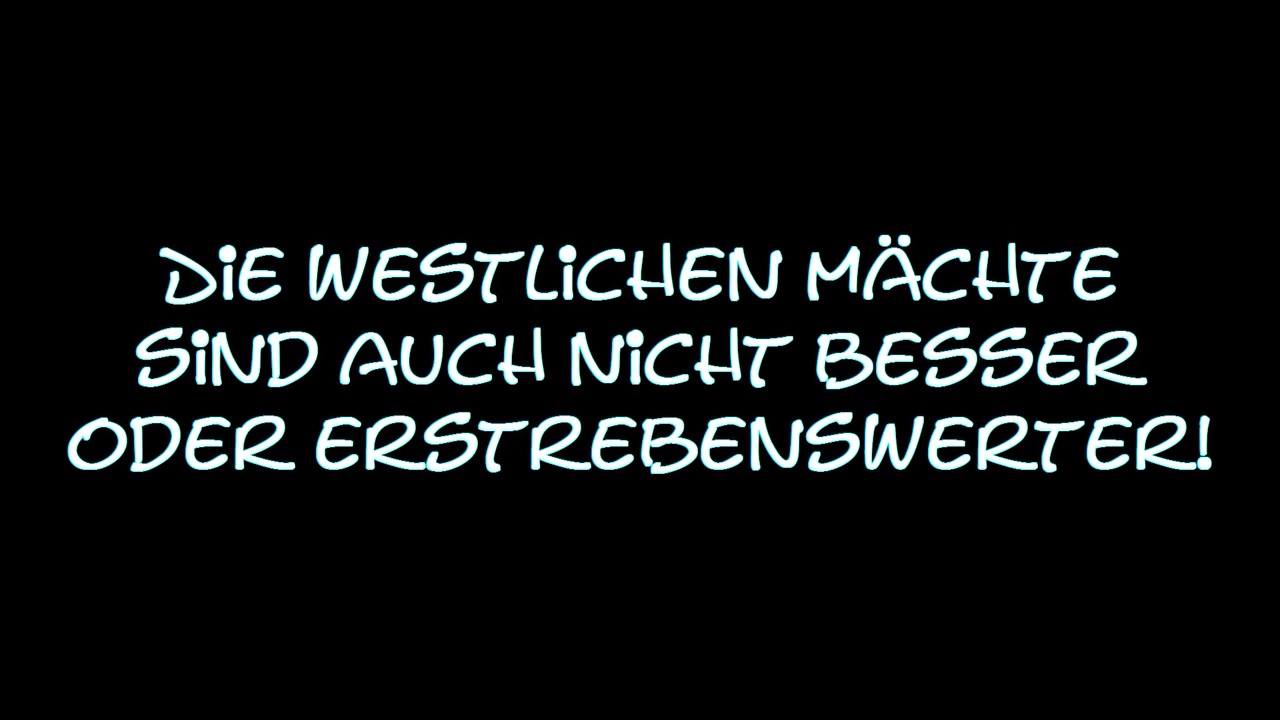 DIE WESTLICHEN MÄCHTE
SIND AUCH NICHT BESSER
ODER ERSTREBENSWERTER!